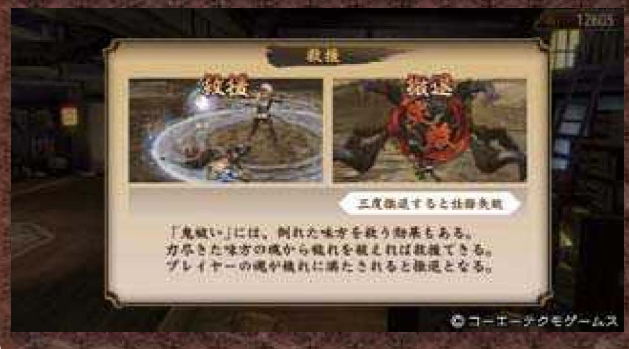 12605
救援
救援
撤退
三度撤退すると任務失敗
「鬼祓い」には、倒れた味方を救う効果もある。
力尽きた味方の魂から穢れを祓えれば救援できる。
プレイヤーの魂が穢れに満たされると撤退となる。
© コーエーテクモゲームス